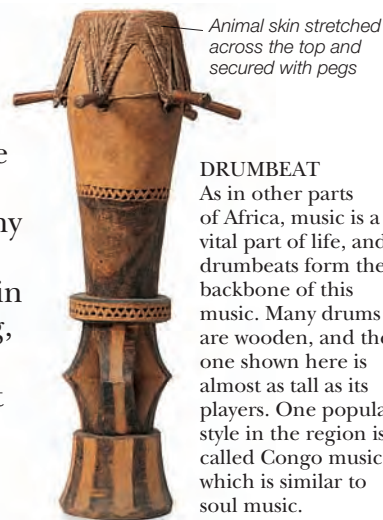 Animal skin stretched
across the top and
secured with pegs
e
ny
in
g,
t
DRUMBEAT
As in other parts
of Africa, music is a
vital part of life, and
drumbeats form the
backbone of this
music. Many drums
are wooden, and the
one shown here is
almost as tall as its
players. One popula
style in the region is
called Congo music
which is similar to
soul music.